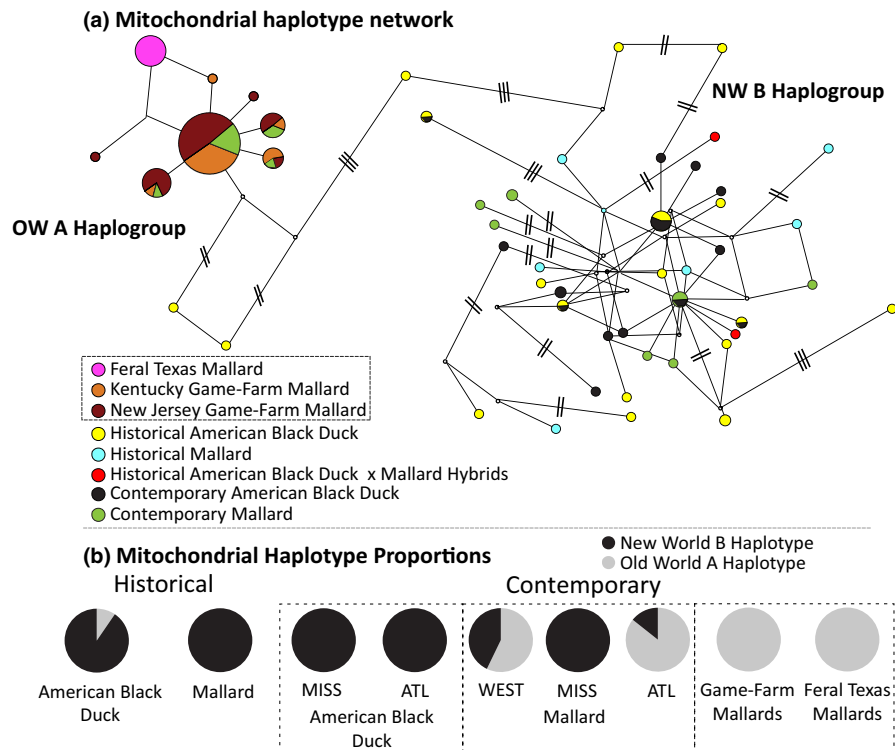 (a) Mitochondrial haplotype network
NW B Haplogroup
OW A Haplogroup
Feral Texas Mallard
Kentucky Game-Farm Mallard
New Jersey Game-Farm Mallard
Historical American Black Duck
Historical Mallard
Historical American Black Duck x Mallard Hybrids
Contemporary American Black Duck
Contemporary Mallard
(b) Mitochondrial Haplotype Proportions
New World B Haplotype
Old World A Haplotype
Historical
Contemporary
American Black
Duck
Mallard
MISS
ATL
American Black
Duck
WEST
MISS
ATL
Mallard
Game-Farm
Mallards
Feral Texas
Mallards